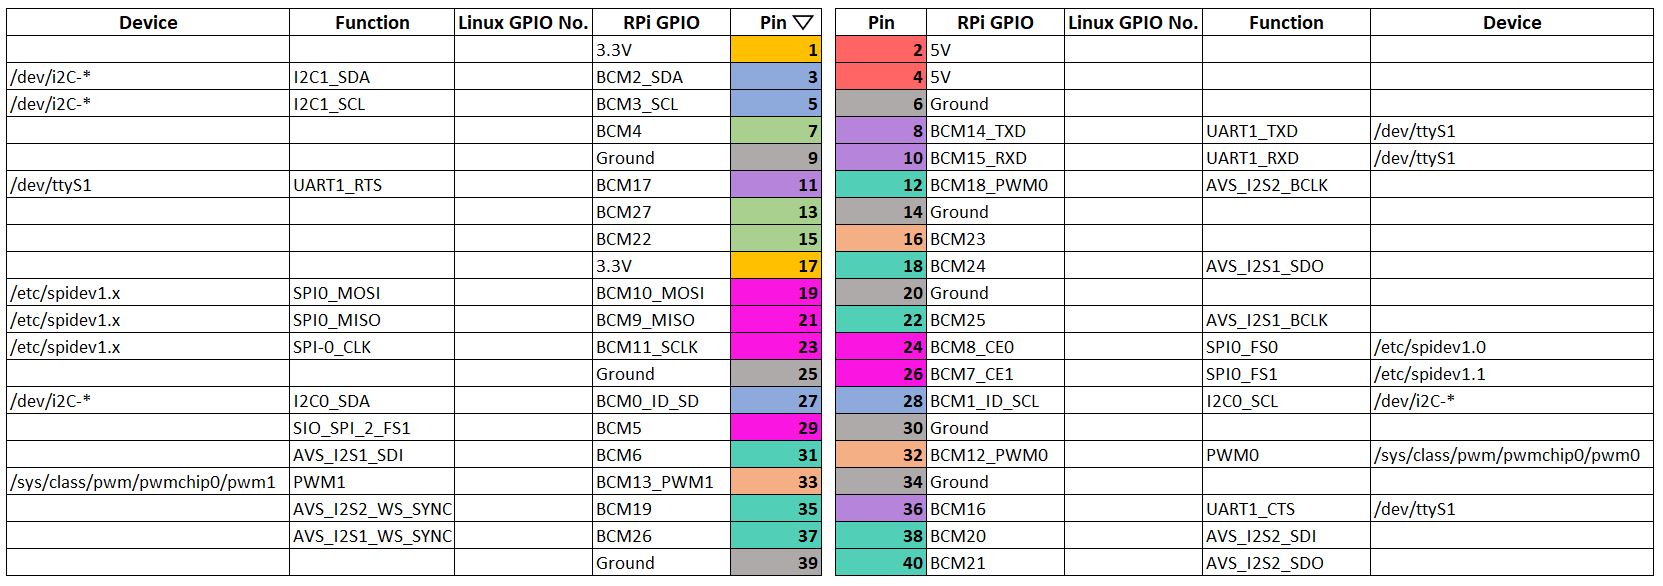 Device Function Linux GPIO No. RPi GPIO Pin Pin RPi GPIO Linux GPIO No. Function Device
3.3V 1 2 5V
/dev/i2C-* I2C1_SDA BCM2_SDA 3 4 5V
/dev/i2C-* I2C1_SCL BCM3_SCL 5 6 Ground
BCM4 7 8 BCM14_TXD UART1_TXD /dev/ttyS1
Ground 9 10 BCM15_RXD UART1_RXD /dev/ttyS1
/dev/ttyS1 UART1_RTS BCM17 11 12 BCM18_PWM0 AVS_I2S2_BCLK
BCM27 13 14 Ground
BCM22 15 16 BCM23
3.3V 17 18 BCM24 AVS_I2S1_SDO
/etc/spidev1.x SPI0_MOSI BCM10_MOSI 19 20 Ground
/etc/spidev1.x SPI0_MISO BCM9_MISO 21 22 BCM25 AVS_I2S1_BCLK
/etc/spidev1.x SPI-0_CLK BCM11_SCLK 23 24 BCM8_CE0 SPI0_FS0 /etc/spidev1.0
Ground 25 26 BCM7_CE1 SPI0_FS1 /etc/spidev1.1
/dev/i2C-* I2C0_SDA BCM0_ID_SD 27 28 BCM1_ID_SCL I2C0_SCL /dev/i2C-*
SIO_SPI_2_FS1 BCM5 29 30 Ground
AVS_I2S1_SDI BCM6 31 32 BCM12_PWM0 PWM0 /sys/class/pwm/pwmchip0/pwm0
/sys/class/pwm/pwmchip0/pwm1 PWM1 BCM13_PWM1 33 34 Ground
AVS_I2S2_WS_SYNC BCM19 35 36 BCM16 UART1_CTS /dev/ttyS1
AVS_I2S1_WS_SYNC BCM26 37 38 BCM20 AVS_I2S2_SDI
Ground 39 40 BCM21 AVS_I2S2_SDO